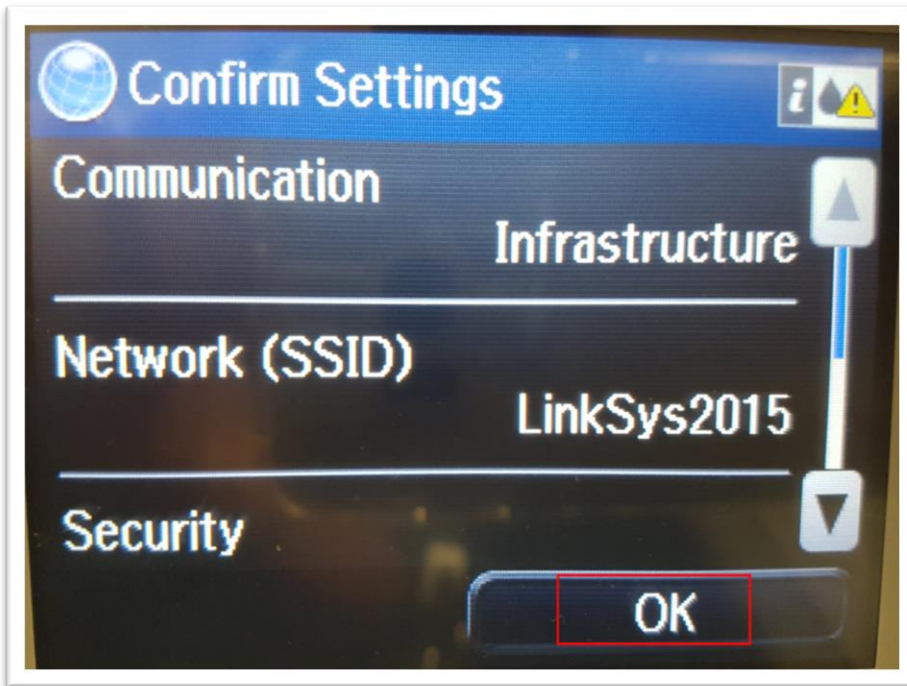 Confirm Settings
i
Communication
Infrastructure
Network (SSID)
LinkSys2015
Security
OK